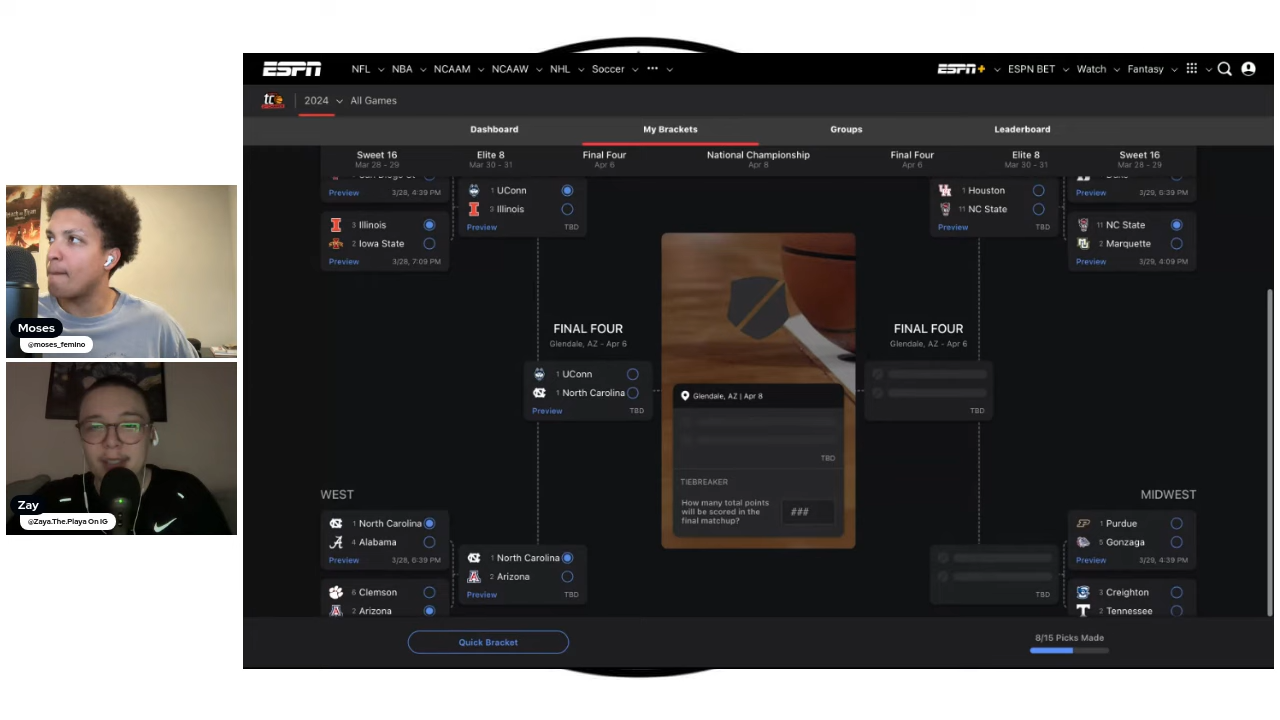 ESPN
NFL NBA NCAAM NCAAW NHL Soccer ••• ESPN+ ESPN BET Watch Fantasy
tc 2024 All Games
Dashboard My Brackets Groups Leaderboard
Sweet 16 Elite 8 Final Four National Championship Final Four Elite 8 Sweet 16
Mar 28 - 29 Mar 30 - 31 Apr 6 Apr 8 Apr 6 Mar 30 - 31 Mar 28 - 29
Preview 3/28, 4:39 PM
1 UConn
3 Illinois
Preview TBD
3 Illinois
2 Iowa State
Preview 3/28, 7:09 PM
1 Houston
11 NC State
Preview TBD
Preview 3/29, 6:39 PM
11 NC State
2 Marquette
Preview 3/29, 4:09 PM
Moses
@moses_femino
FINAL FOUR
Glendale, AZ - Apr 6
1 UConn
1 North Carolina
Preview TBD
Glendale, AZ | Apr 8
TBD
TIEBREAKER
How many total points
will be scored in the
final matchup?
###
FINAL FOUR
Glendale, AZ - Apr 6
TBD
Zay
@Zaya.The.Playa On IG
WEST
1 North Carolina
4 Alabama
Preview 3/28, 6:39 PM
6 Clemson
2 Arizona
1 North Carolina
2 Arizona
Preview TBD
MIDWEST
1 Purdue
5 Gonzaga
Preview 3/29, 4:39 PM
3 Creighton
2 Tennessee
TBD
Quick Bracket
8/15 Picks Made